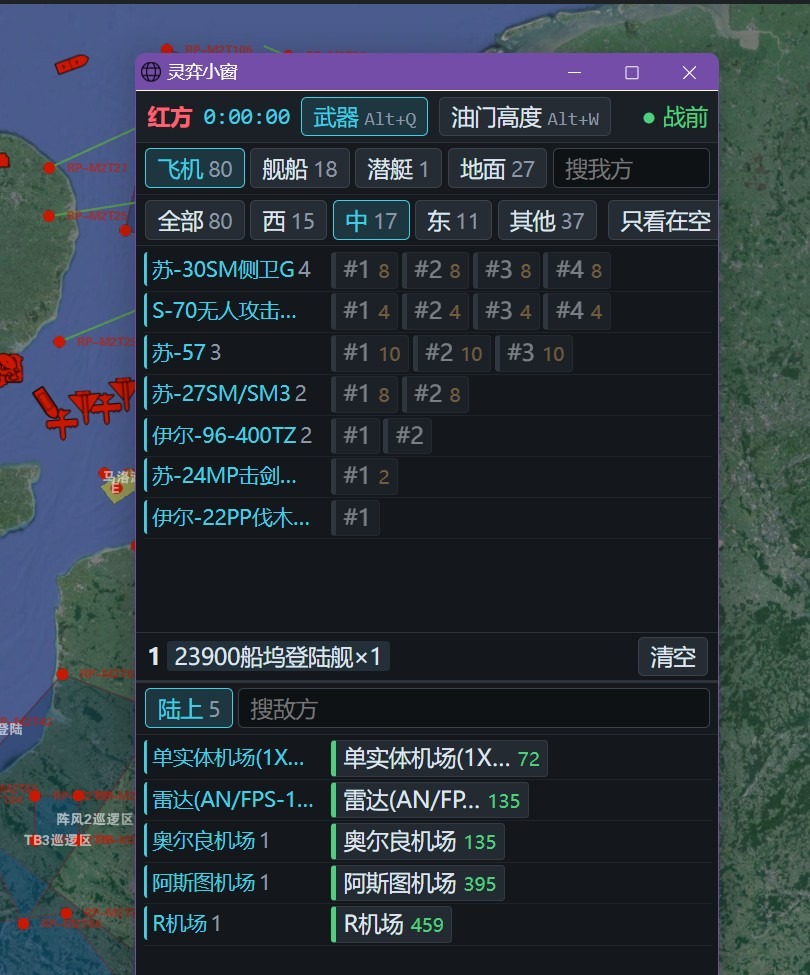 灵弈小窗
红方 0:00:00 武器 Alt+Q 油门高度 Alt+W 战前
飞机 80 舰船 18 潜艇 1 地面 27 搜我方
全部 80 西 15 中 17 东 11 其他 37 只看在空
苏-30SM侧卫G 4 #1 8 #2 8 #3 8 #4 8
S-70无人攻击... #1 4 #2 4 #3 4 #4 4
苏-57 3 #1 10 #2 10 #3 10
苏-27SM/SM3 2 #1 8 #2 8
伊尔-96-400TZ 2 #1 #2
苏-24MP击剑... #1 2
伊尔-22PP伐木... #1
1 23900船坞登陆舰×1 清空
陆上 5 搜敌方
单实体机场(1X... 单实体机场(1X... 72
雷达(AN/FPS-1... 雷达(AN/FP... 135
奥尔良机场 1 奥尔良机场 135
阿斯图机场 1 阿斯图机场 395
R机场 1 R机场 459
RP-M2T21
登陆
阵风2巡逻区
TB3巡逻区